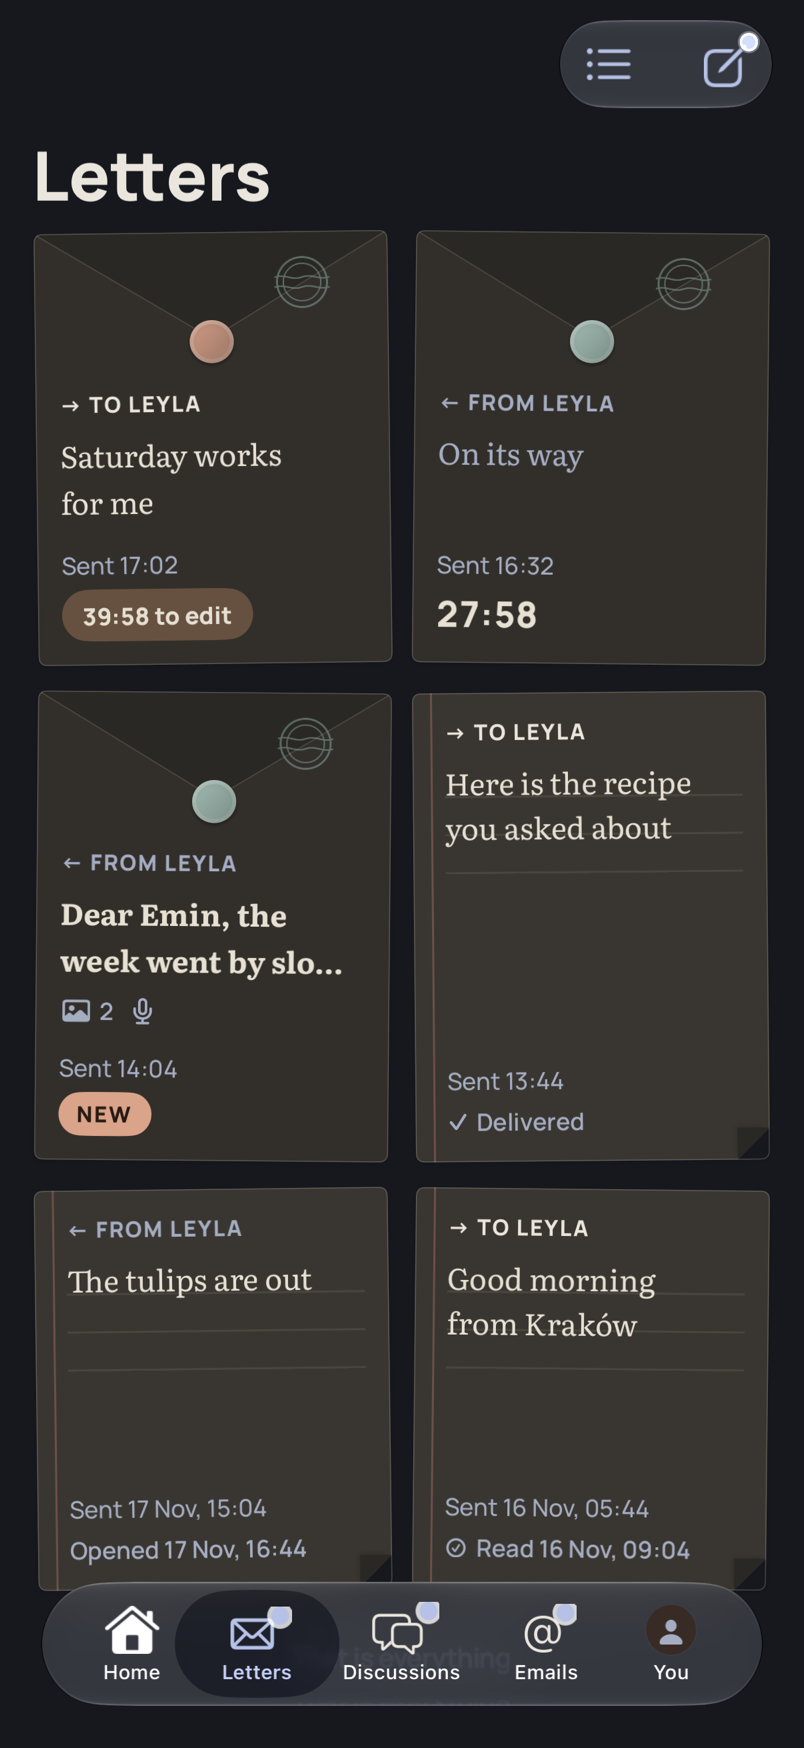 Letters
→ TO LEYLA
Saturday works
for me
Sent 17:02
39:58 to edit
← FROM LEYLA
On its way
Sent 16:32
27:58
← FROM LEYLA
Dear Emin, the
week went by slo...
2
Sent 14:04
NEW
→ TO LEYLA
Here is the recipe
you asked about
Sent 13:44
Delivered
← FROM LEYLA
The tulips are out
Sent 17 Nov, 15:04
Opened 17 Nov, 16:44
→ TO LEYLA
Good morning
from Kraków
Sent 16 Nov, 05:44
Read 16 Nov, 09:04
is everything
Home
Letters
Discussions
Emails
You